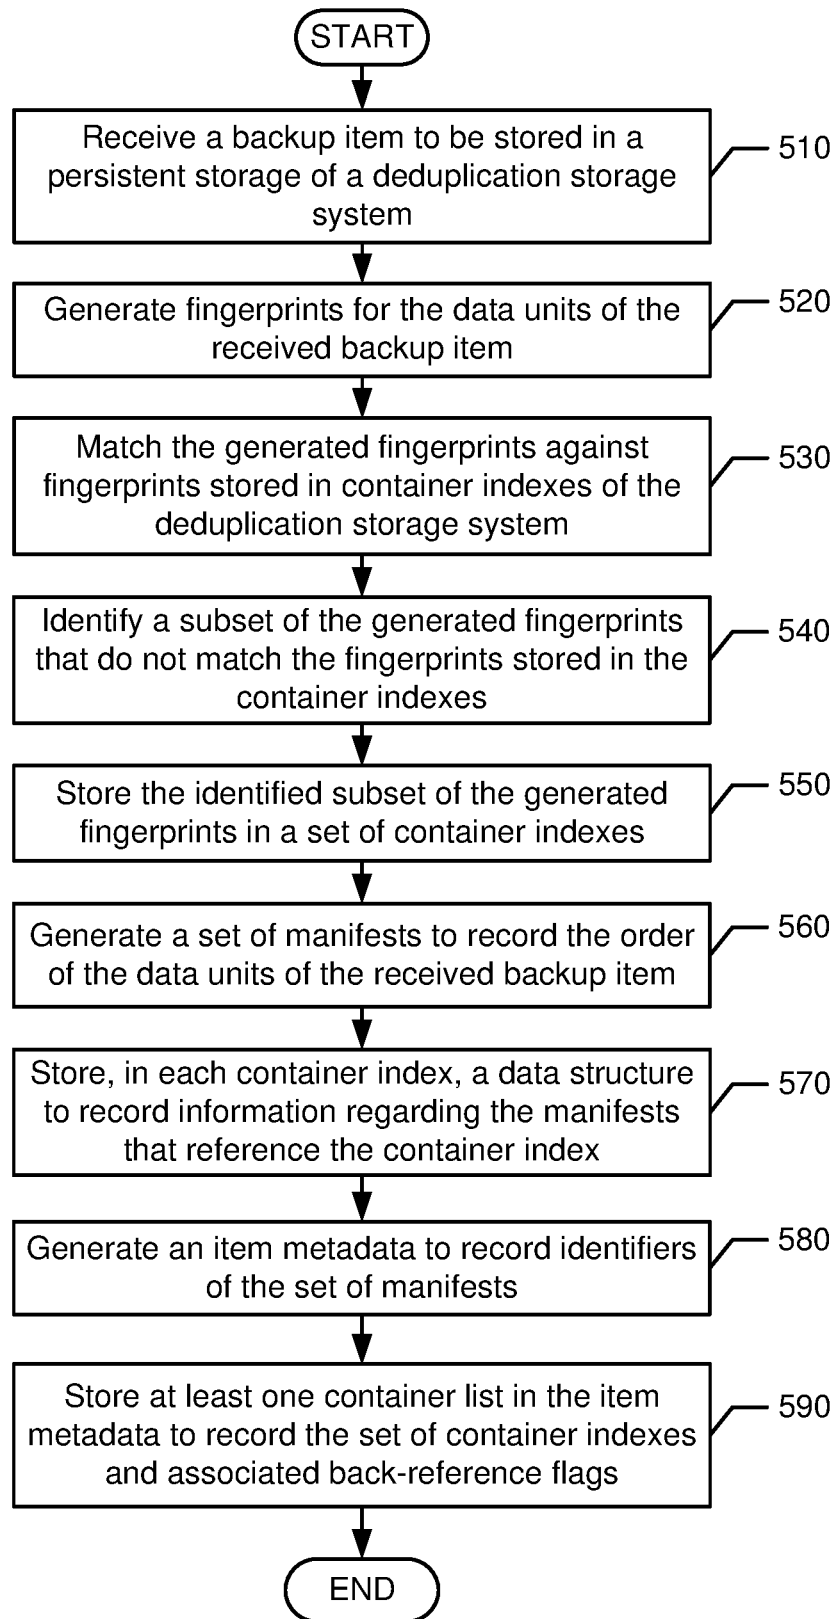 START
Receive a backup item to be stored in a
persistent storage of a deduplication storage
system
510
Generate fingerprints for the data units of the
received backup item
520
Match the generated fingerprints against
fingerprints stored in container indexes of the
deduplication storage system
530
Identify a subset of the generated fingerprints
that do not match the fingerprints stored in the
container indexes
540
Store the identified subset of the generated
fingerprints in a set of container indexes
550
Generate a set of manifests to record the order
of the data units of the received backup item
560
Store, in each container index, a data structure
to record information regarding the manifests
that reference the container index
570
Generate an item metadata to record identifiers
of the set of manifests
580
Store at least one container list in the item
metadata to record the set of container indexes
and associated back-reference flags
590
END